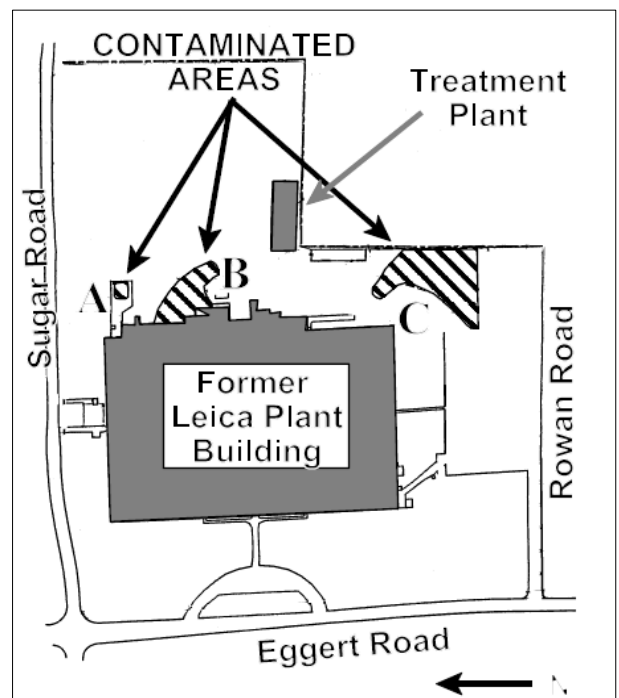 CONTAMINATED
AREAS
Treatment
Plant
Sugar Road
A
B
C
Former
Leica Plant
Building
Rowan Road
Eggert Road